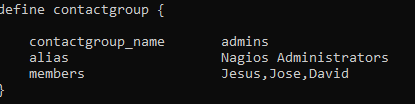 define contactgroup {
contactgroup_name admins
alias Nagios Administrators
members Jesus,Jose,David
}